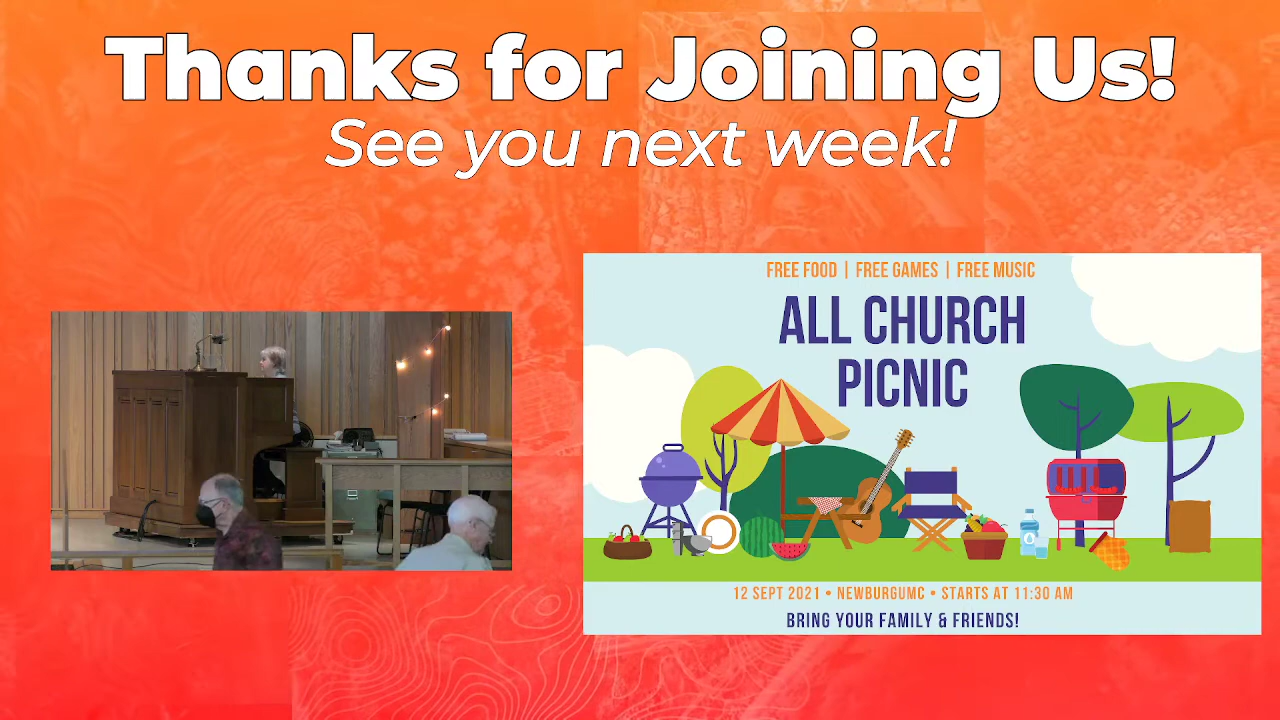 Thanks for Joining Us!
See you next week!
FREE FOOD | FREE GAMES | FREE MUSIC
ALL CHURCH
PICNIC
12 SEPT 2021 • NEWBURGUMC • STARTS AT 11:30 AM
BRING YOUR FAMILY & FRIENDS!